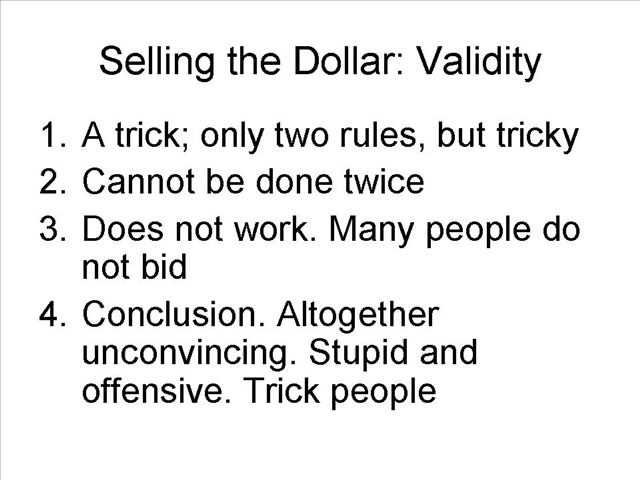 Selling the Dollar: Validity
1. A trick; only two rules, but tricky
2. Cannot be done twice
3. Does not work. Many people do
not bid
4. Conclusion. Altogether
unconvincing. Stupid and
offensive. Trick people